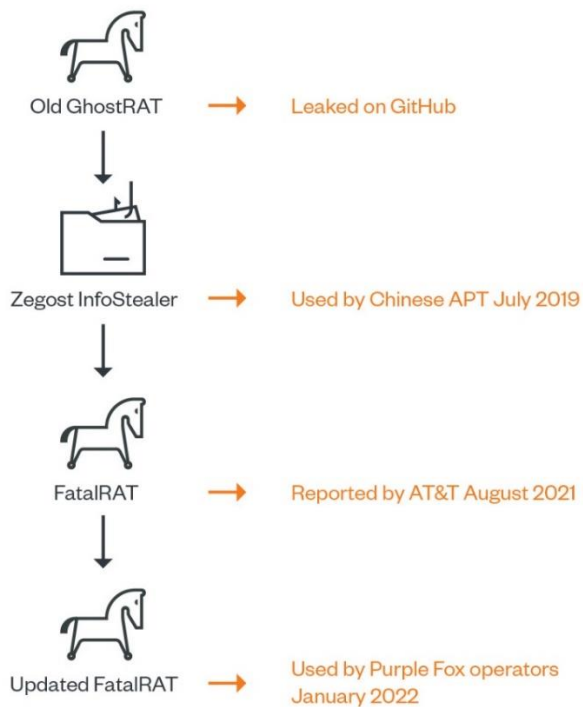 Old GhostRAT
Leaked on GitHub
Zegost InfoStealer
Used by Chinese APT July 2019
FatalRAT
Reported by AT&T August 2021
Updated FatalRAT
Used by Purple Fox operators
January 2022